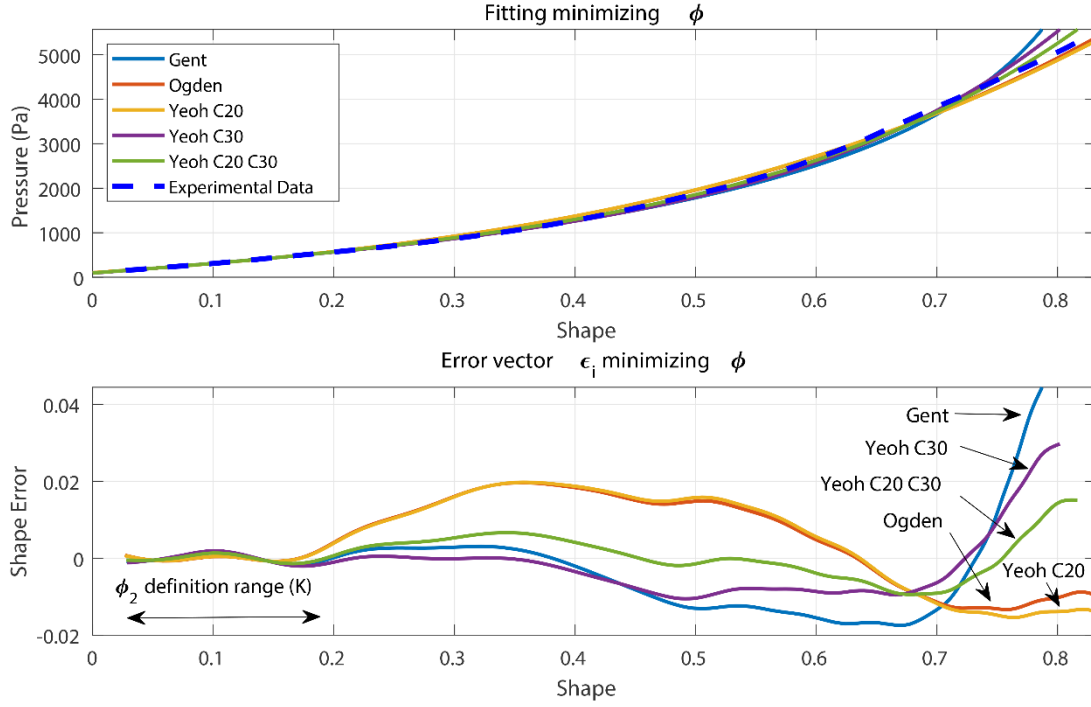 Fitting minimizing ϕ
Pressure (Pa)
5000
4000
3000
2000
1000
0
Gent
Ogden
Yeoh C20
Yeoh C30
Yeoh C20 C30
Experimental Data
0 0.1 0.2 0.3 0.4 0.5 0.6 0.7 0.8
Shape
Error vector ϵi minimizing ϕ
Shape Error
0.04
0.02
0
-0.02
Gent
Yeoh C30
Yeoh C20 C30
Ogden
Yeoh C20
ϕ2 definition range (K)
0 0.1 0.2 0.3 0.4 0.5 0.6 0.7 0.8
Shape